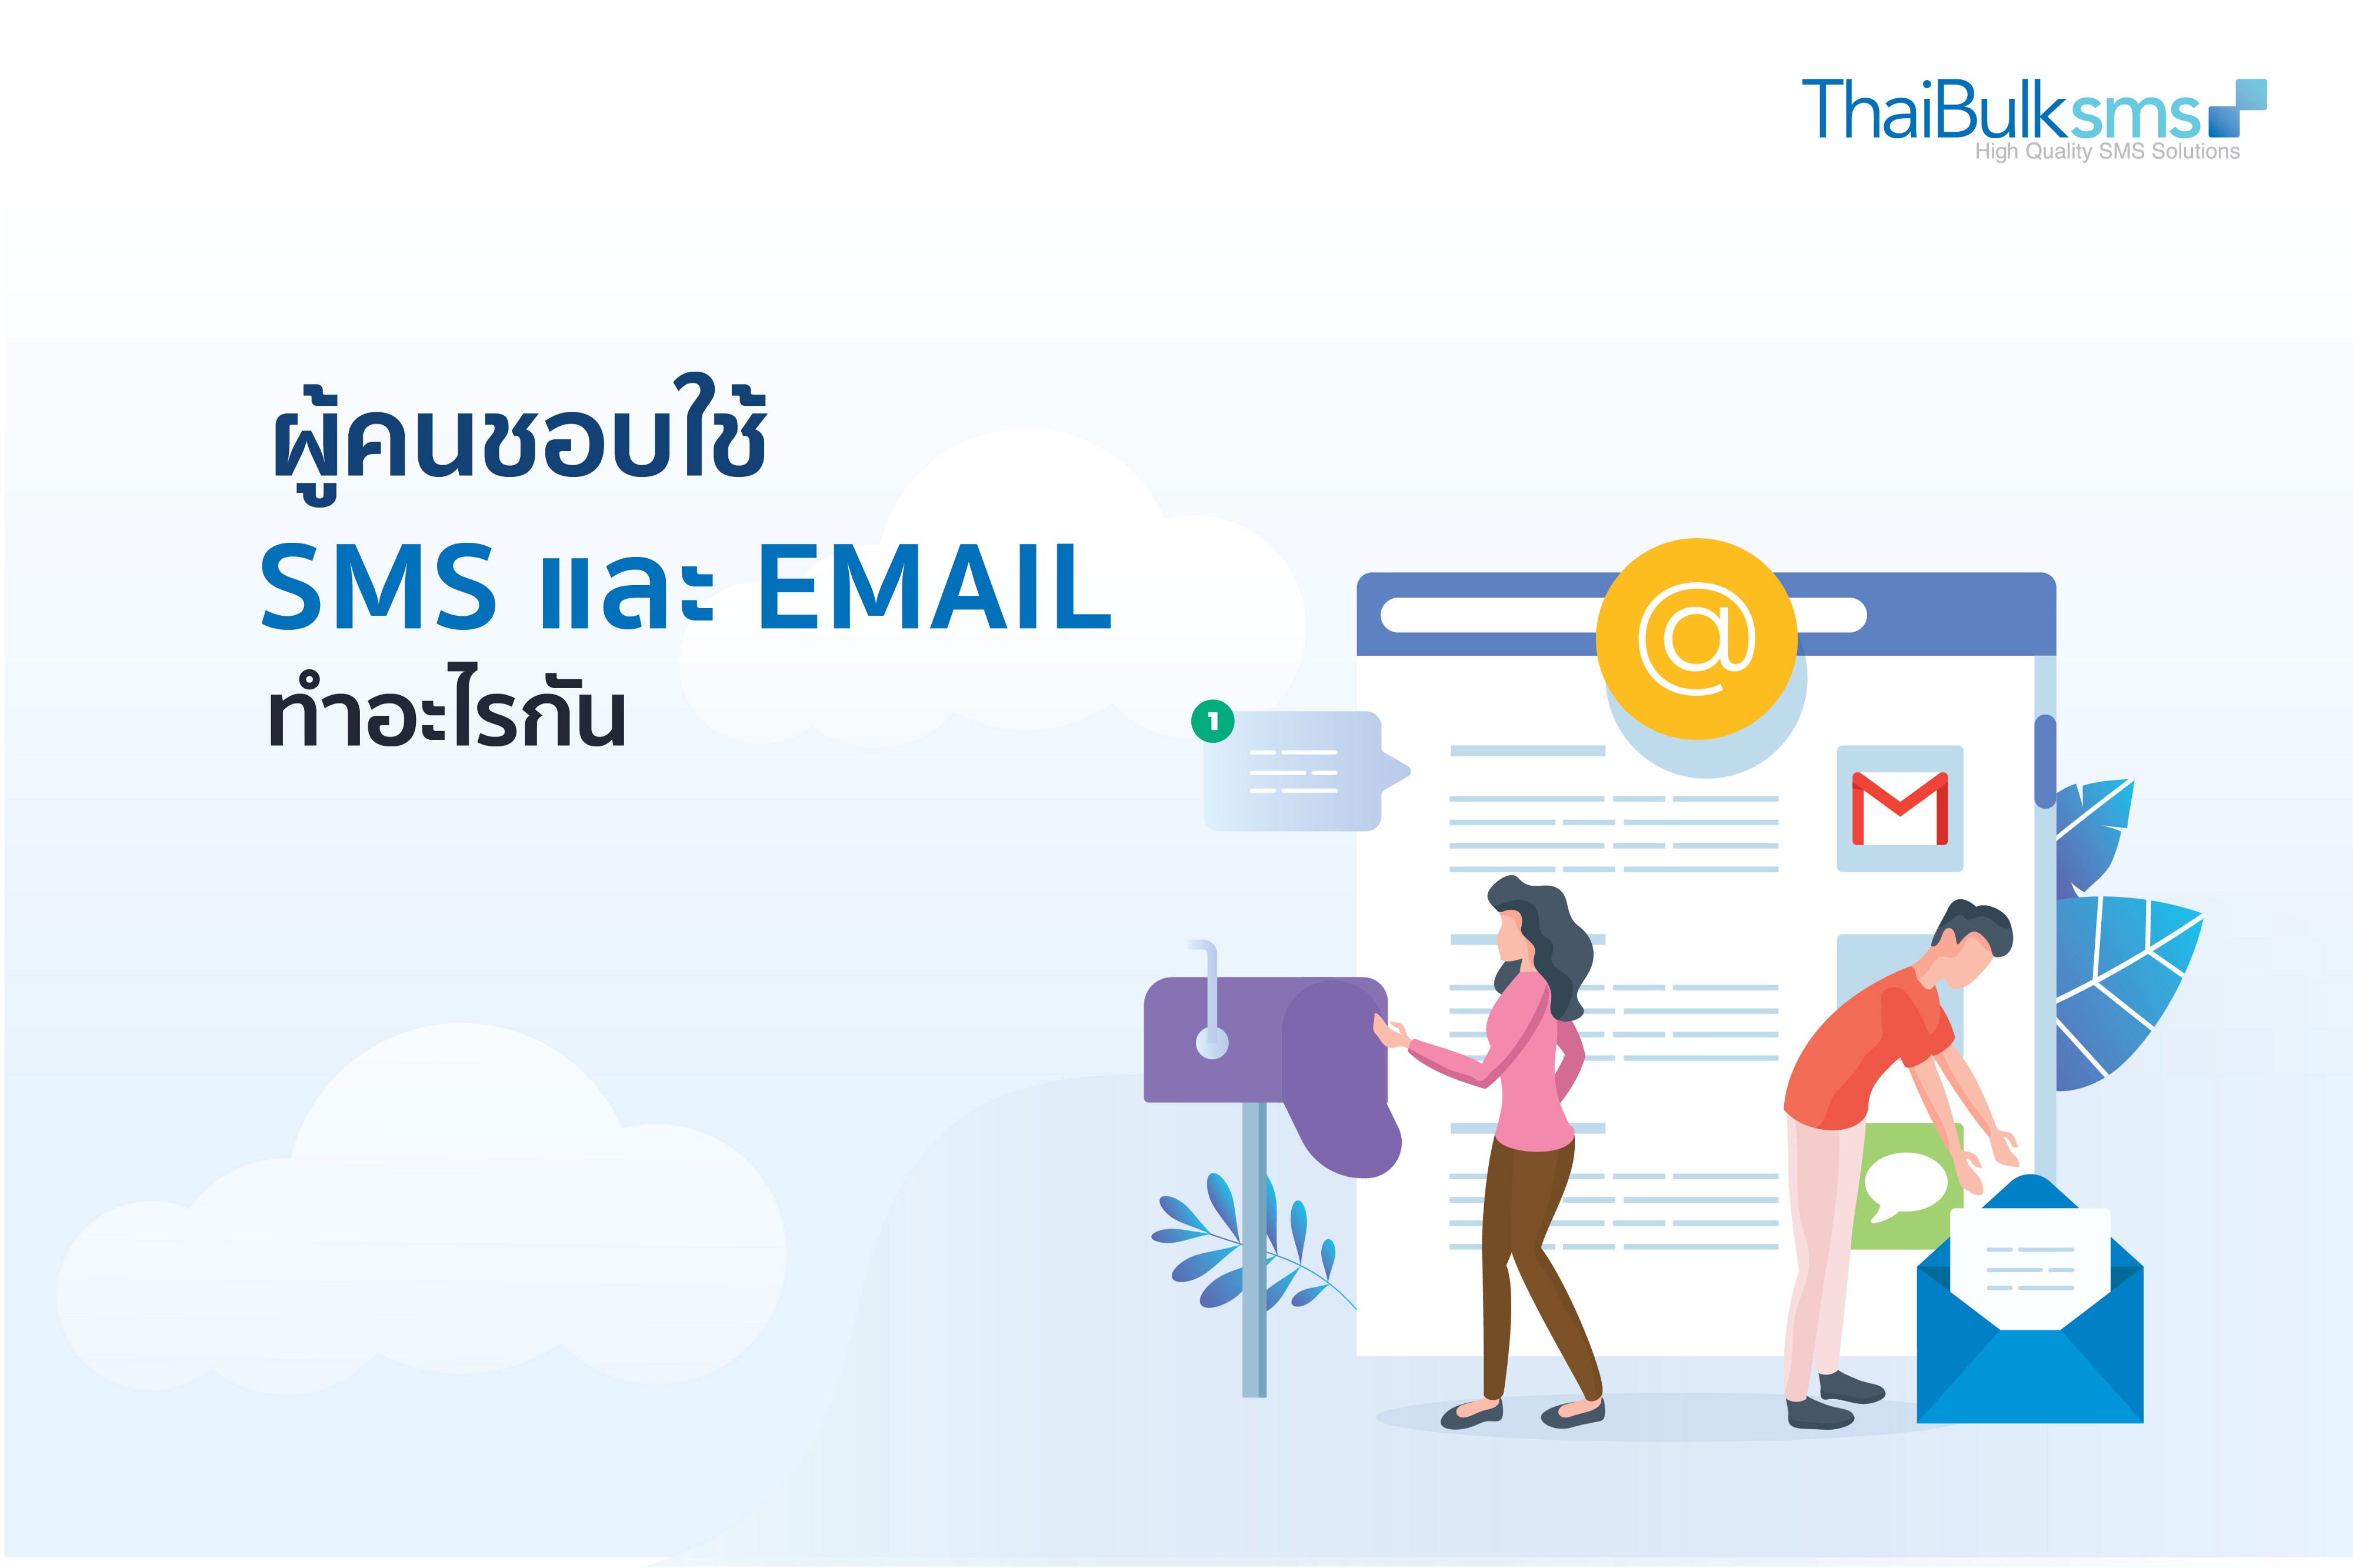 ThaiBulksms
High Quality SMS Solutions
ผู้คนชอบใช้
SMS และ EMAIL
ทำอะไรกัน
@
1